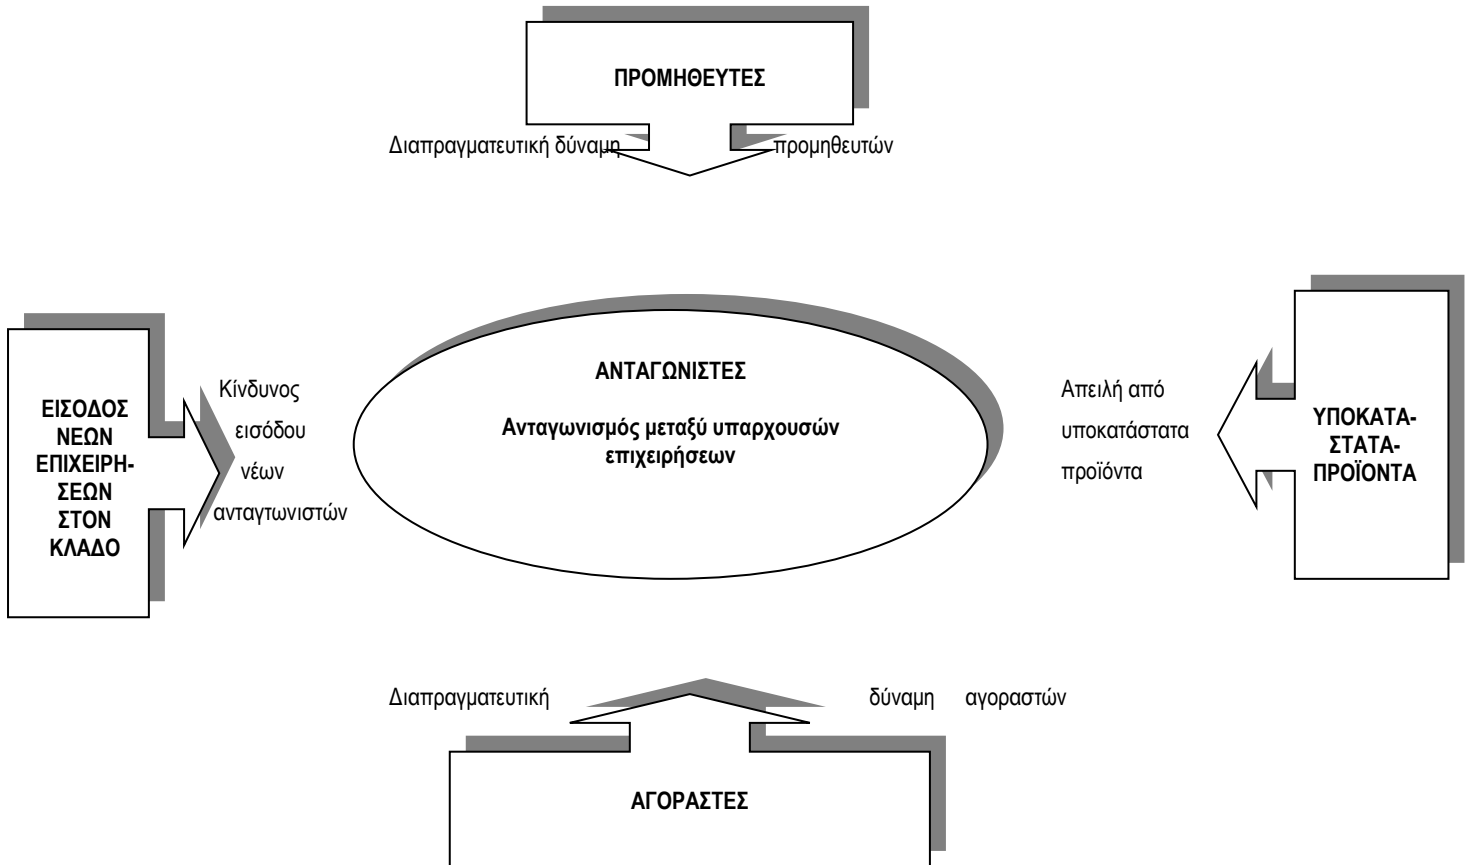 ΠΡΟΜΗΘΕΥΤΕΣ
Διαπραγματευτική δύναμη προμηθευτών
ΕΙΣΟΔΟΣ
ΝΕΩΝ
ΕΠΙΧΕΙΡΗ-
ΣΕΩΝ
ΣΤΟΝ
ΚΛΑΔΟ
Κίνδυνος
εισόδου
νέων
ανταγτωνιστών
ΑΝΤΑΓΩΝΙΣΤΕΣ
Ανταγωνισμός μεταξύ υπαρχουσών
επιχειρήσεων
Απειλή από
υποκατάστατα
προϊόντα
ΥΠΟΚΑΤΑ-
ΣΤΑΤΑ-
ΠΡΟΪΟΝΤΑ
Διαπραγματευτική δύναμη αγοραστών
ΑΓΟΡΑΣΤΕΣ